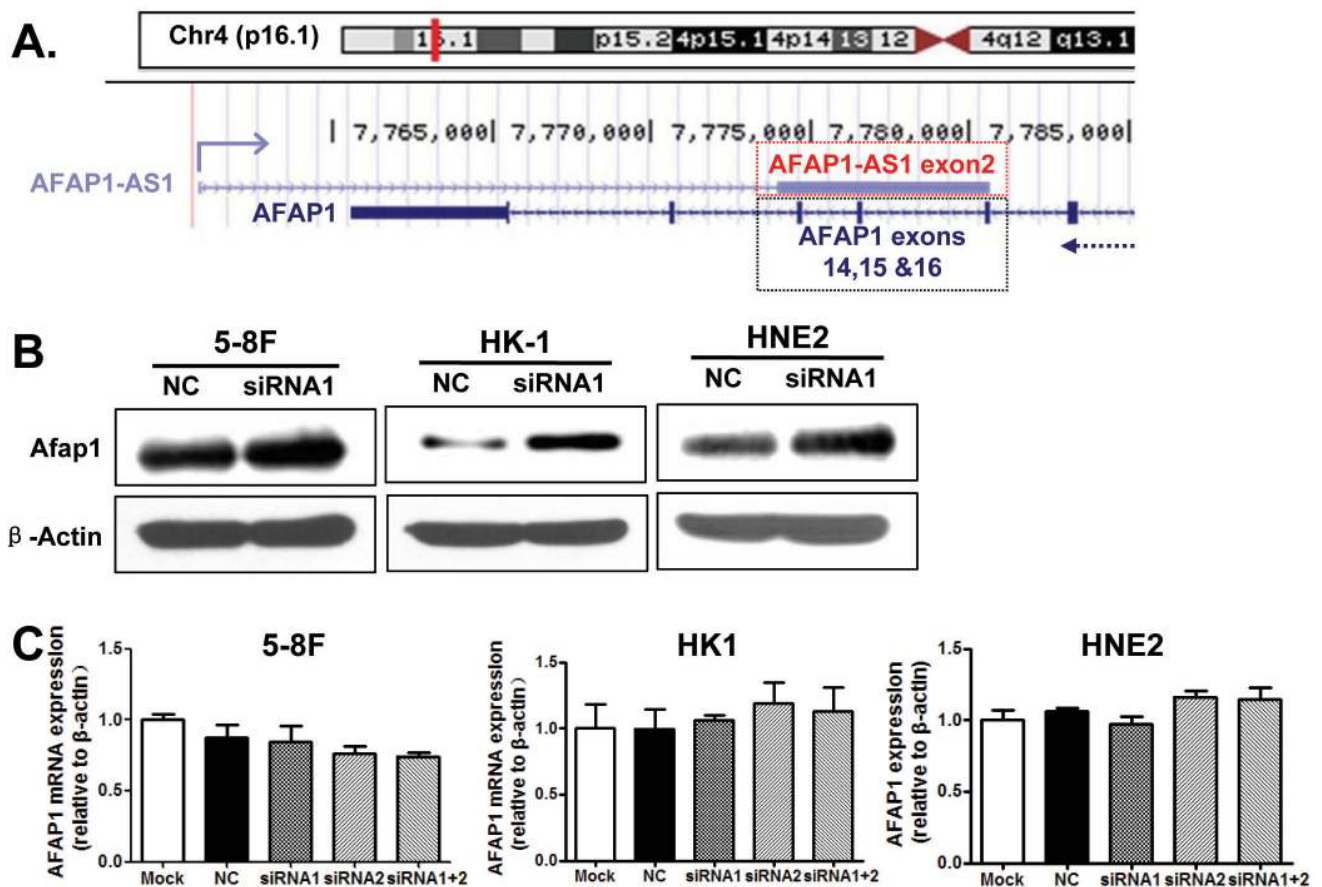 A.
Chr4 (p16.1)
16.1 p15.2 4p15.1 4p14 13 12 4q12 q13.1
| 7,765,000| 7,770,000| 7,775,000| 7,780,000| 7,785,000|
AFAP1-AS1 exon2
AFAP1-AS1
AFAP1
AFAP1 exons
14,15 &16
B
5-8F
NC siRNA1
HK-1
NC siRNA1
HNE2
NC siRNA1
Afap1
β-Actin
C
5-8F
AFAP1 mRNA expression
(relative to β-actin)
1.5
1.0
0.5
0.0
Mock NC siRNA1 siRNA2 siRNA1+2
HK1
AFAP1 mRNA expression
(relative to β-actin)
1.5
1.0
0.5
0.0
Mock NC siRNA1 siRNA2 siRNA1+2
HNE2
AFAP1 expression
(relative to β-actin)
1.5
1.0
0.5
0.0
Mock NC siRNA1 siRNA2 siRNA1+2